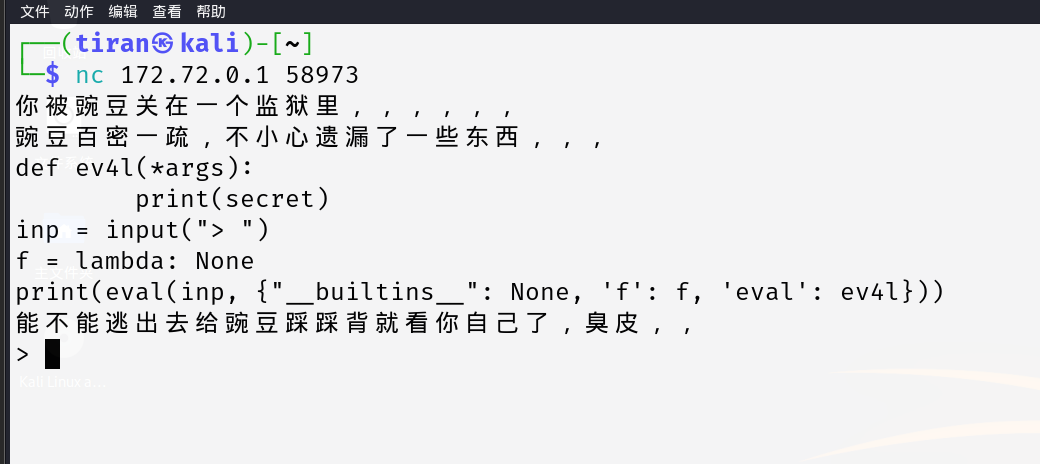 文件 动作 编辑 查看 帮助
┌──(tiran㉿kali)-[~]
└─$ nc 172.72.0.1 58973
你被豌豆关在一个监狱里，，，，，，
豌豆百密一疏，不小心遗漏了一些东西，，，
def ev4l(*args):
        print(secret)
inp = input("> ")
f = lambda: None
print(eval(inp, {"__builtins__": None, 'f': f, 'eval': ev4l}))
能不能逃出去给豌豆踩踩背就看你自己了，臭皮，，
>
主文件夹
Kali Linux a...